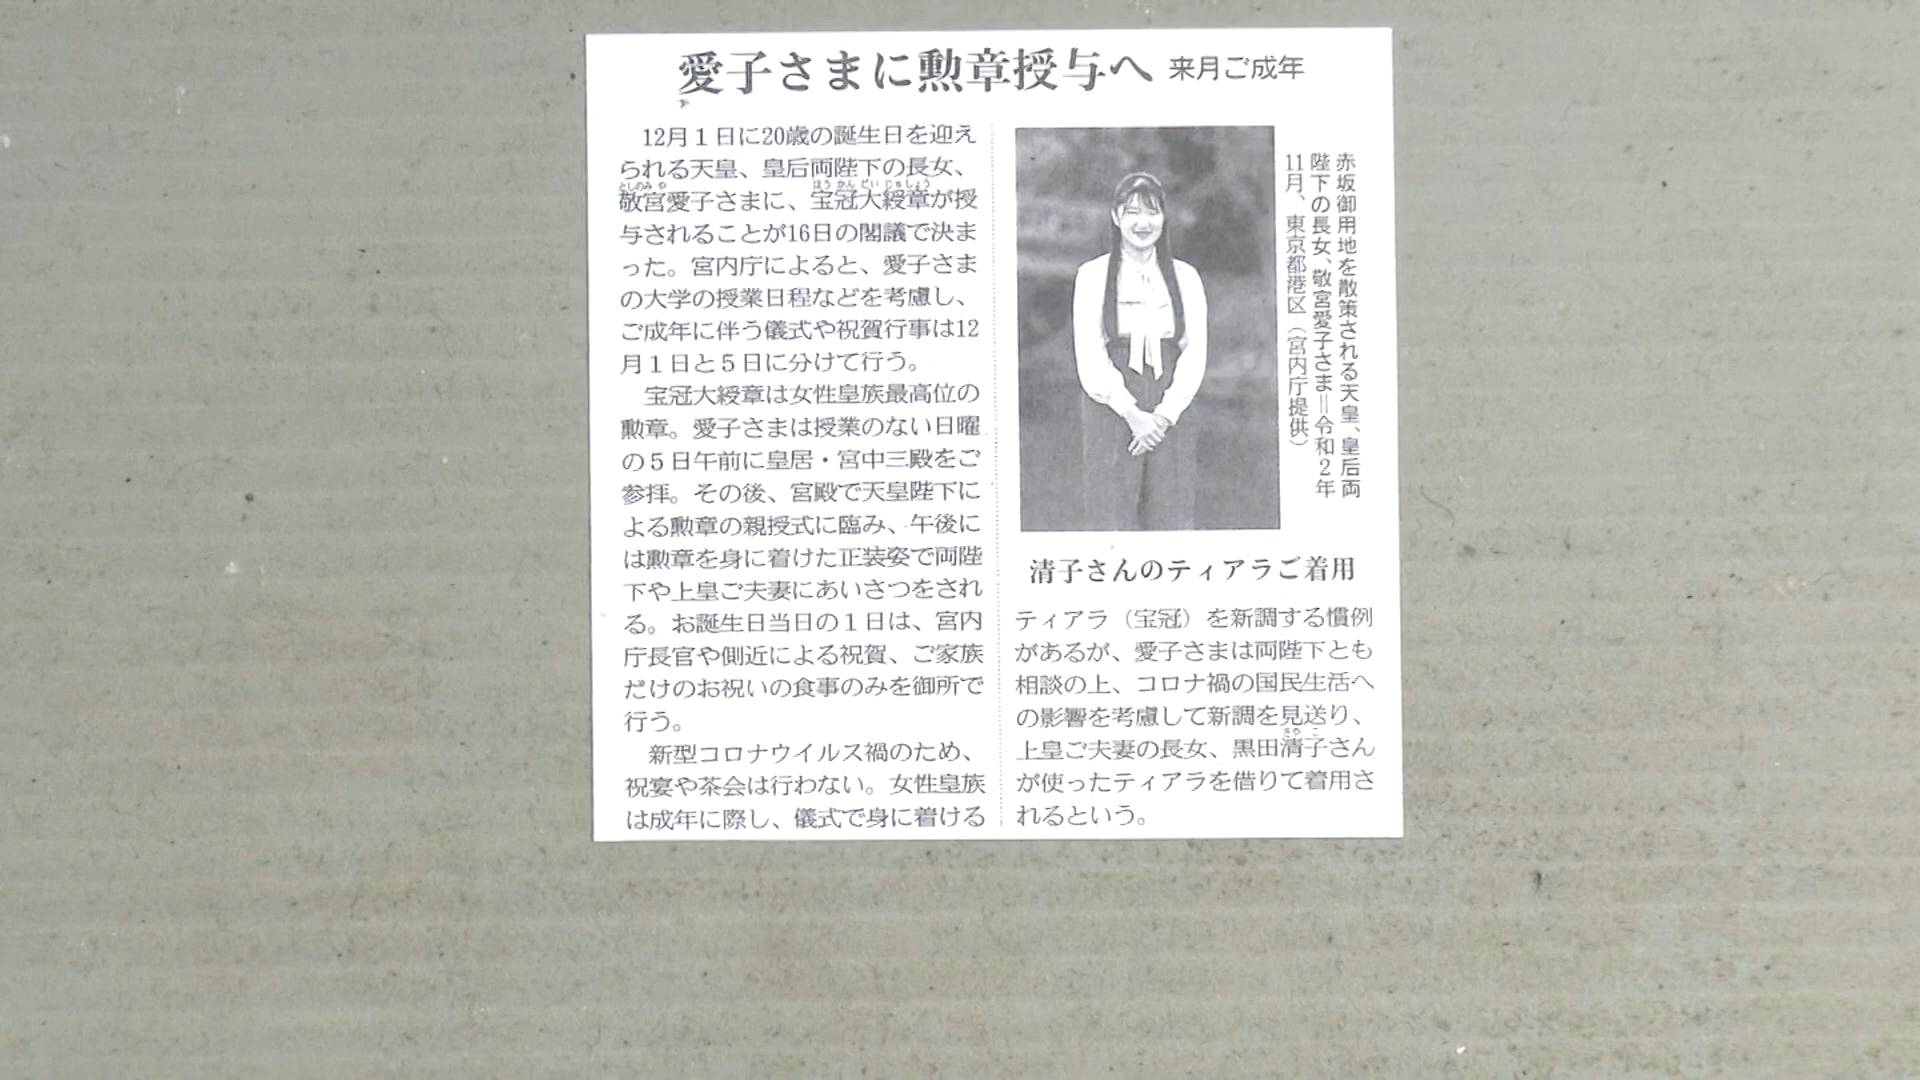 愛子さまに勲章授与へ 来月ご成年
12月１日に20歳の誕生日を迎え
られる天皇、皇后両陛下の長女、
としのみや ほうかんだいじゅしょう
敬宮愛子さまに、宝冠大綬章が授
与されることが16日の閣議で決ま
った。宮内庁によると、愛子さま
の大学の授業日程などを考慮し、
ご成年に伴う儀式や祝賀行事は12
月１日と５日に分けて行う。
宝冠大綬章は女性皇族最高位の
勲章。愛子さまは授業のない日曜
の５日午前に皇居・宮中三殿をご
参拝。その後、宮殿で天皇陛下に
よる勲章の親授式に臨み、午後に
は勲章を身に着けた正装姿で両陛
下や上皇ご夫妻にあいさつをされ
る。お誕生日当日の１日は、宮内
庁長官や側近による祝賀、ご家族
だけのお祝いの食事のみを御所で
行う。
新型コロナウイルス禍のため、
祝宴や茶会は行わない。女性皇族
は成年に際し、儀式で身に着ける
赤坂御用地を散策される天皇、皇后両
陛下の長女、敬宮愛子さま＝令和２年
11月、東京都港区（宮内庁提供）
清子さんのティアラご着用
ティアラ（宝冠）を新調する慣例
があるが、愛子さまは両陛下とも
相談の上、コロナ禍の国民生活へ
の影響を考慮して新調を見送り、
さやこ
上皇ご夫妻の長女、黒田清子さん
が使ったティアラを借りて着用さ
れるという。